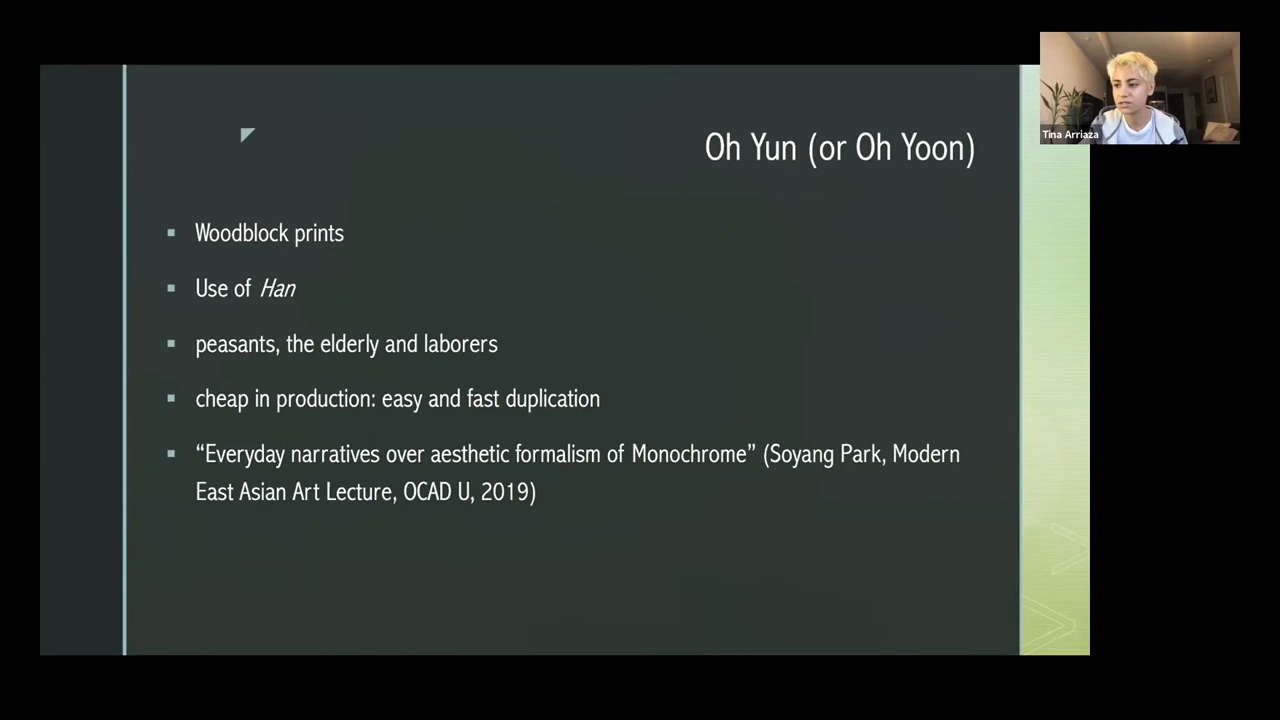 Tina Arriaza
Oh Yun (or Oh Yoon)
Woodblock prints
Use of Han
peasants, the elderly and laborers
cheap in production: easy and fast duplication
“Everyday narratives over aesthetic formalism of Monochrome” (Soyang Park, Modern
East Asian Art Lecture, OCAD U, 2019)